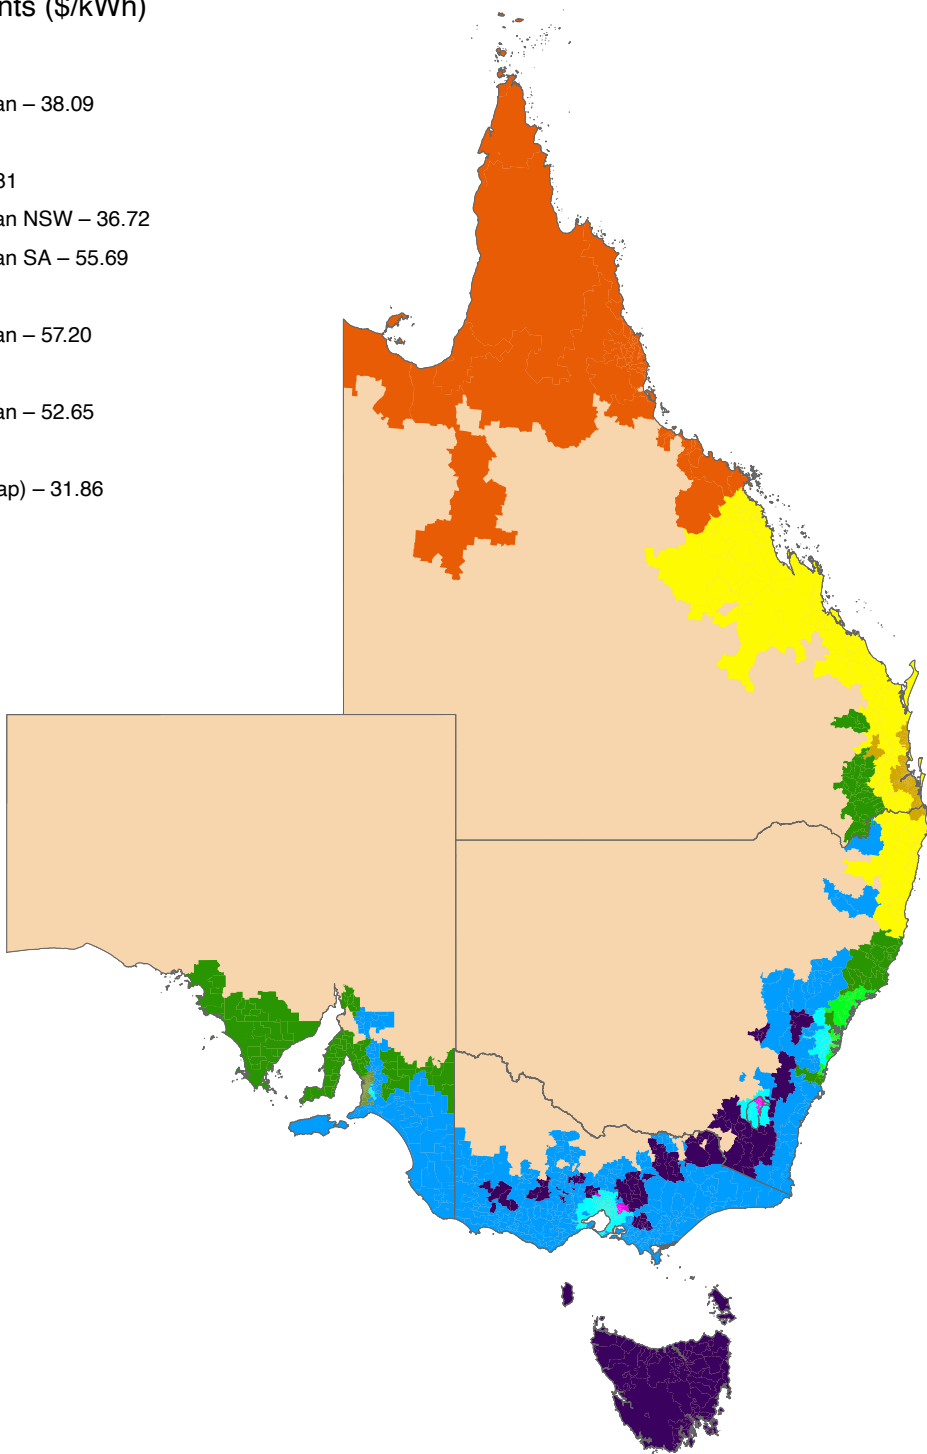 nts ($/kWh)
an – 38.09
31
an NSW – 36.72
an SA – 55.69
an – 57.20
an – 52.65
ap) – 31.86